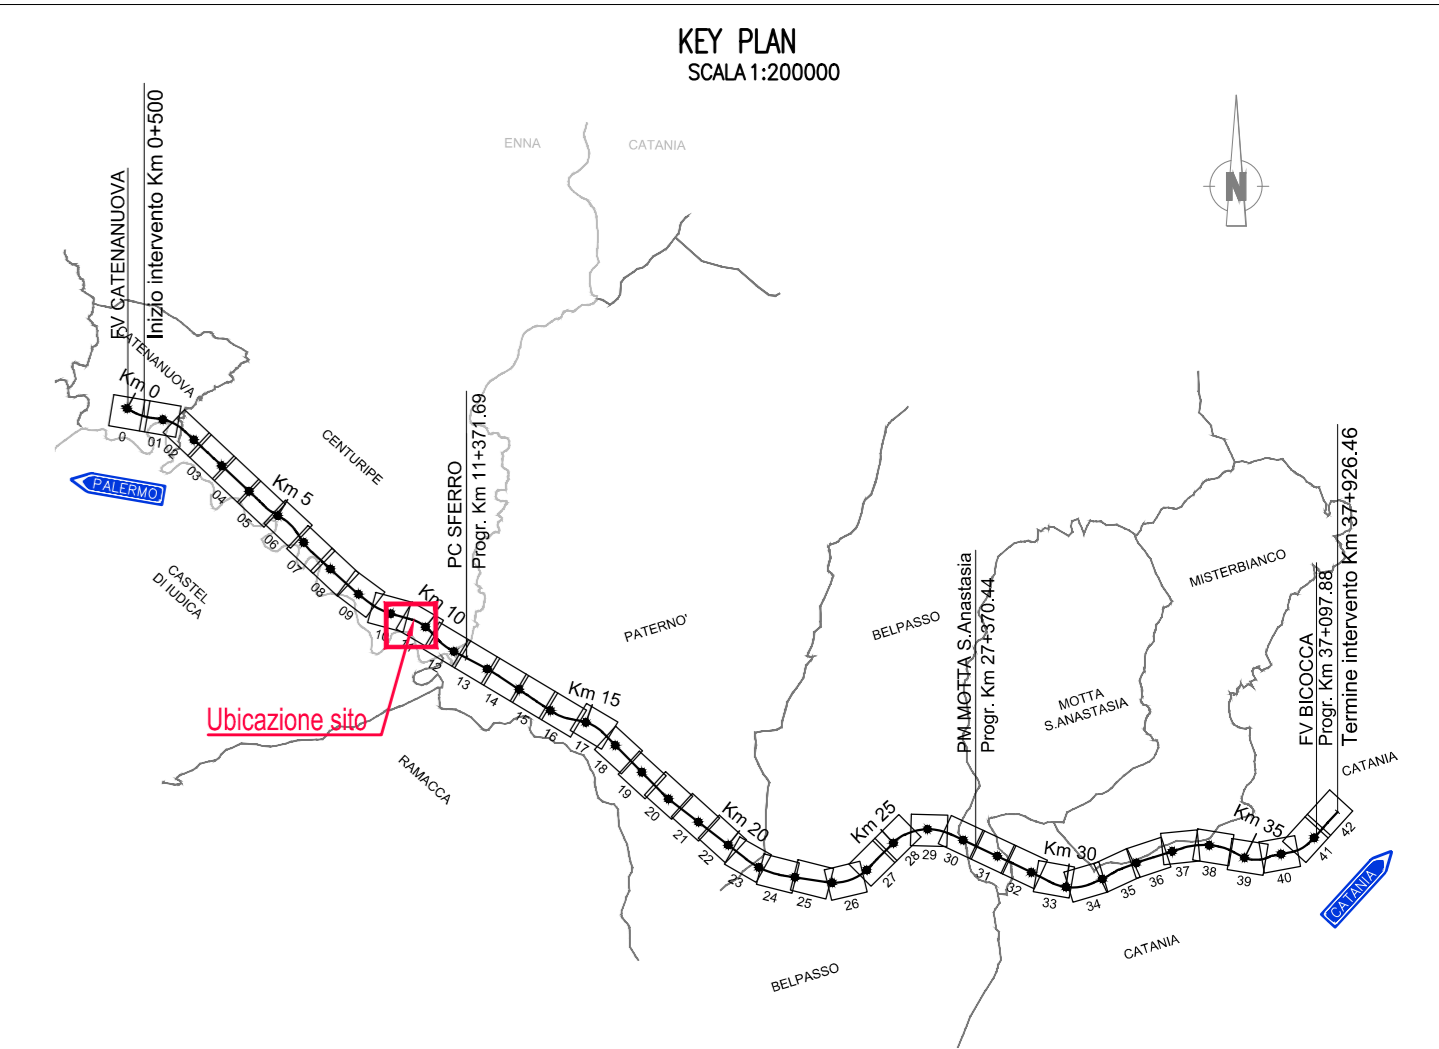 KEY PLAN
SCALA 1:200000
ENNA
CATANIA
N
FV CATENANUOVA
Inizio intervento Km 0+500
CATENANUOVA
Km 0
CENTURIPE
PALERMO
Km 5
CASTEL
DI IUDICA
PC SFERRO
Progr. Km 11+371.69
Km 10
Ubicazione sito
RAMACCA
PATERNO'
Km 15
BELPASSO
Km 20
Km 25
BELPASSO
PM MOTTA S.Anastasia
Progr. Km 27+370.44
Km 30
MOTTA
S.ANASTASIA
MISTERBIANCO
FV BICOCCA
Progr. Km 37+097.88
Termine intervento Km 37+926.46
Km 35
CATANIA
CATANIA
CATANIA
0
01
02
03
04
05
06
07
08
09
10
11
12
13
14
15
16
17
18
19
20
21
22
23
24
25
26
27
28
29
30
31
32
33
34
35
36
37
38
39
40
41
42